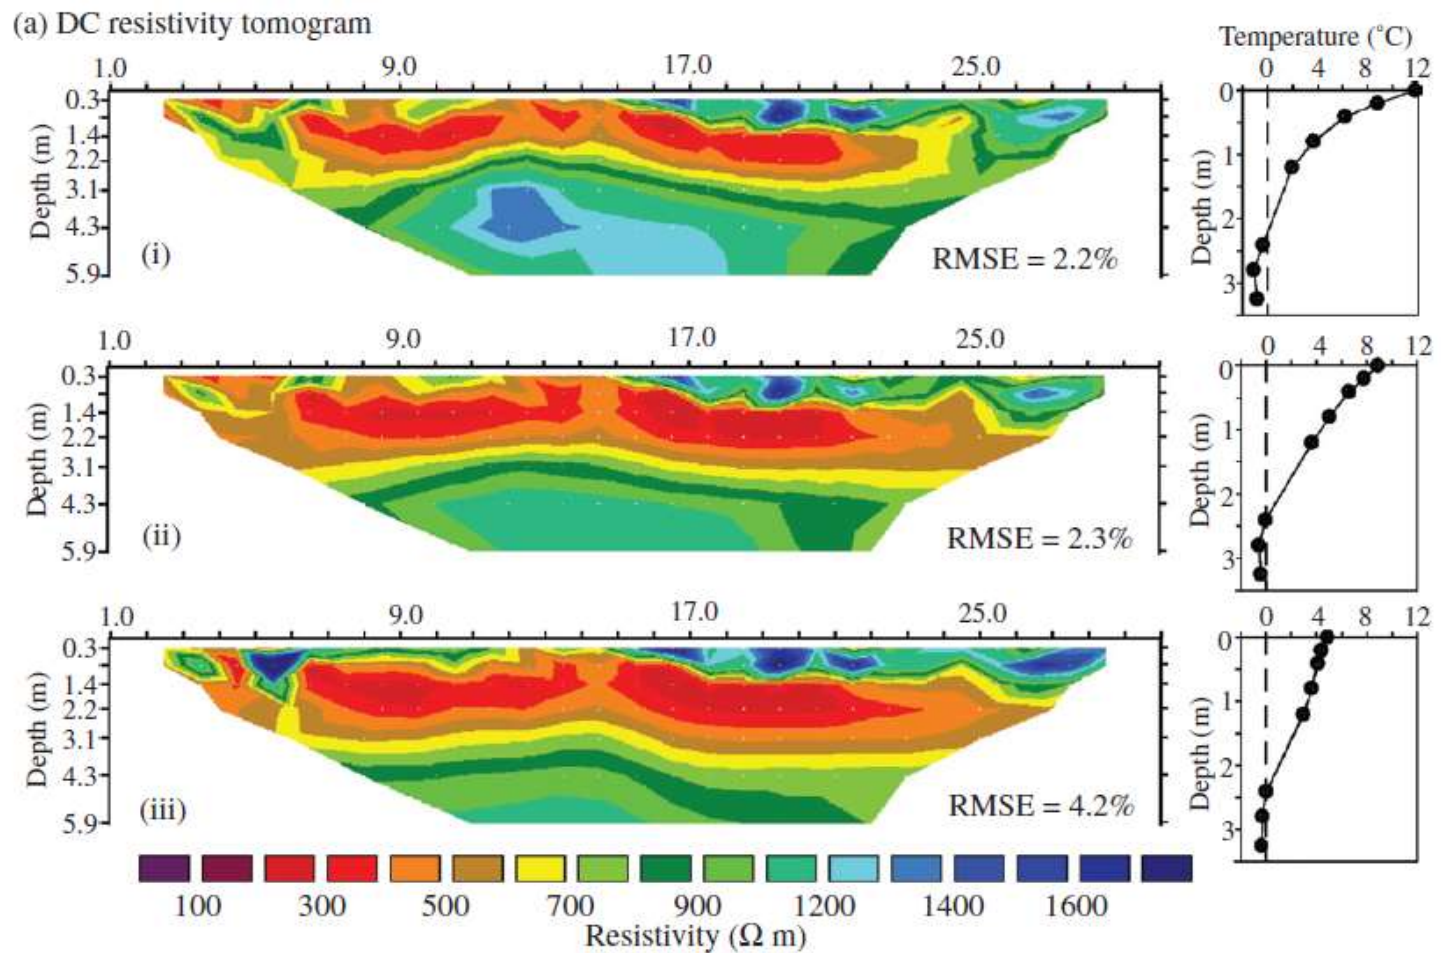 (a) DC resistivity tomogram
Temperature (°C)
1.0 9.0 17.0 25.0
0 4 8 12
0.3
1.4
2.2
3.1
4.3
5.9
Depth (m)
(i)
RMSE = 2.2%
0
1
2
3
Depth (m)
1.0 9.0 17.0 25.0
0 4 8 12
0.3
1.4
2.2
3.1
4.3
5.9
Depth (m)
(ii)
RMSE = 2.3%
0
1
2
3
Depth (m)
1.0 9.0 17.0 25.0
0 4 8 12
0.3
1.4
2.2
3.1
4.3
5.9
Depth (m)
(iii)
RMSE = 4.2%
0
1
2
3
Depth (m)
100 300 500 700 900 1200 1400 1600
Resistivity (Ω m)